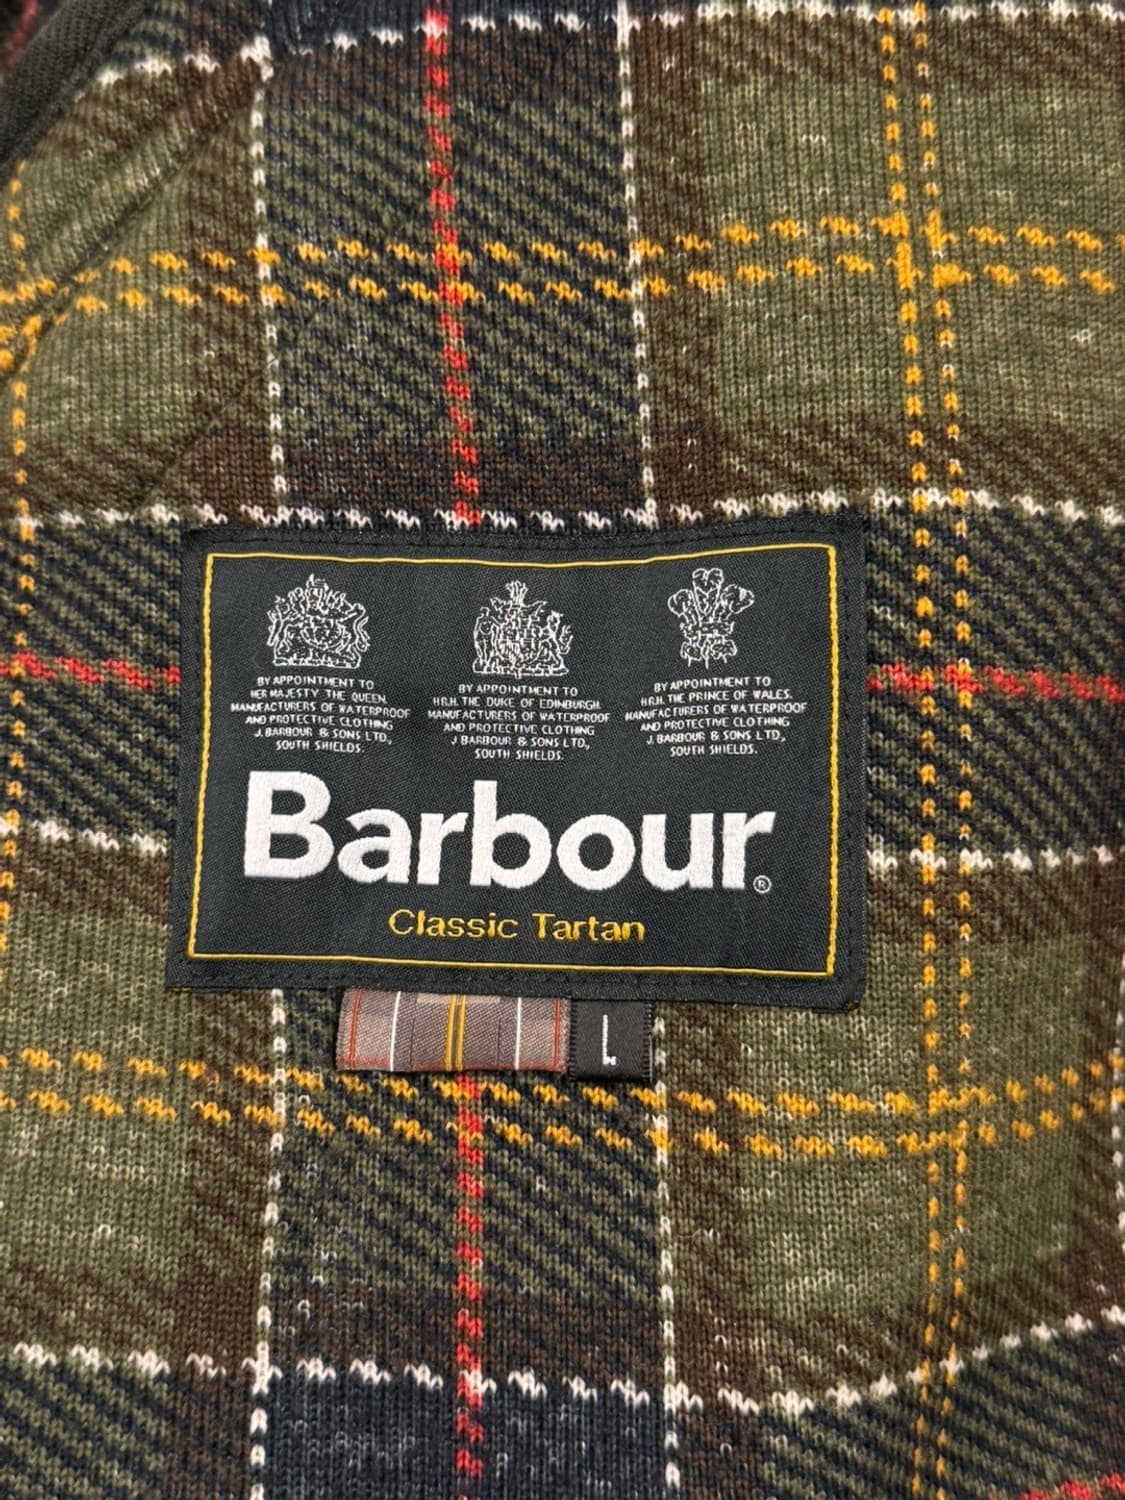 BY APPOINTMENT TO
HER MAJESTY THE QUEEN,
MANUFACTURERS OF WATERPROOF
AND PROTECTIVE CLOTHING
J. BARBOUR & SONS LTD.,
SOUTH SHIELDS.
BY APPOINTMENT TO
H.R.H. THE DUKE OF EDINBURGH.
MANUFACTURERS OF WATERPROOF
AND PROTECTIVE CLOTHING
J BARBOUR & SONS LTD.,
SOUTH SHIELDS.
BY APPOINTMENT TO
H.R.H. THE PRINCE OF WALES.
MANUFACTURERS OF WATERPROOF
AND PROTECTIVE CLOTHING
J. BARBOUR & SONS LTD.,
SOUTH SHIELDS.
Barbour®
Classic Tartan
L